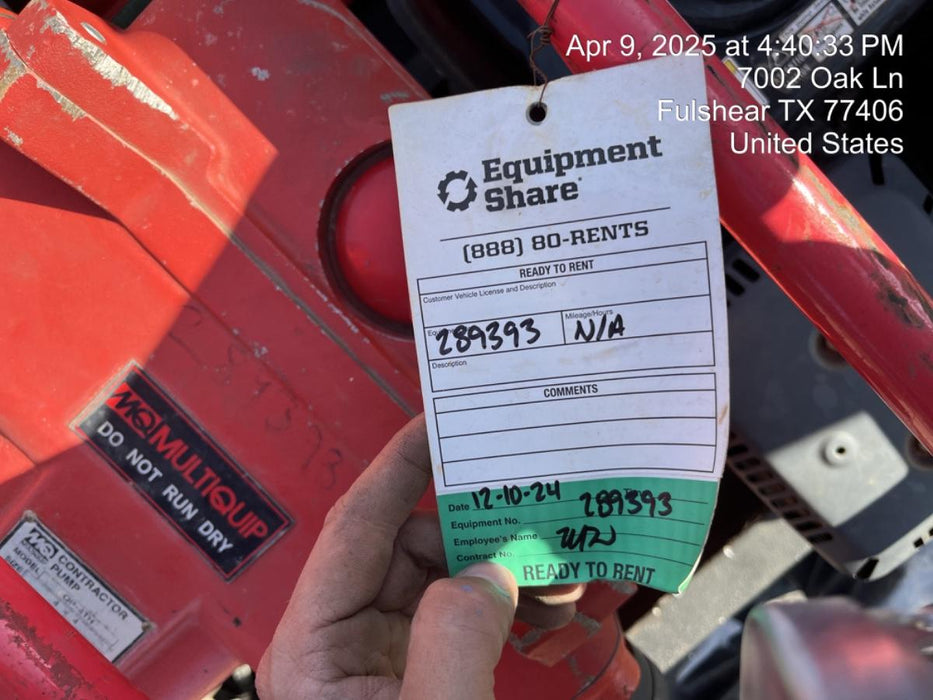 Apr 9, 2025 at 4:40:33 PM
7002 Oak Ln
Fulshear TX 77406
United States
Equipment
Share
(888) 80-RENTS
READY TO RENT
Customer Vehicle License and Description
289393
Mileage/Hours
N/A
Description
COMMENTS
Date 12-10-24
Equipment No. 289393
Employee's Name
Contract No.
READY TO RENT
MQ MULTIQUIP
DO NOT RUN DRY
MQ CONTRACTOR
PUMP
MODEL